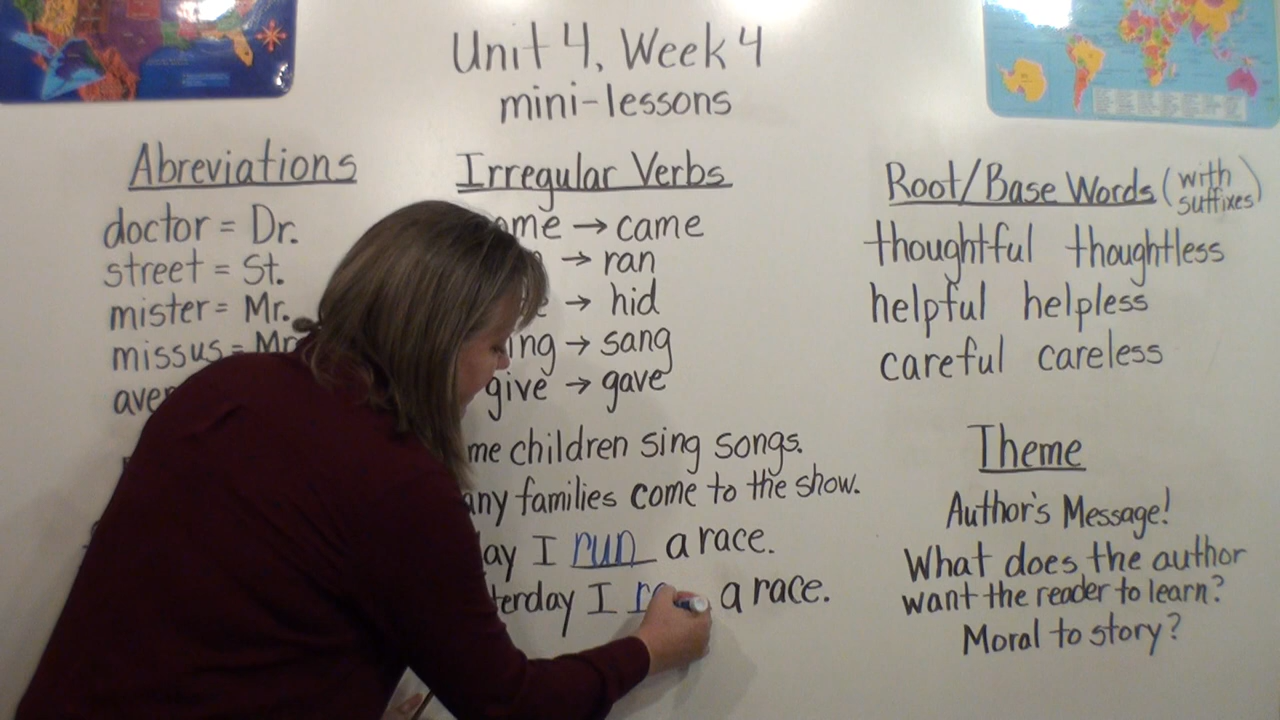 Unit 4, Week 4
mini-lessons
Abreviations
doctor = Dr.
street = St.
mister = Mr.
missus =
Irregular Verbs
→ came
→ ran
→ hid
→ sang
give → gave
children sing songs.
families come to the show.
I run a race.
I a race.
Root/Base Words (with suffixes)
thoughtful thoughtless
helpful helpless
careful careless
Theme
Author's Message!
What does the author
want the reader to learn?
Moral to story?